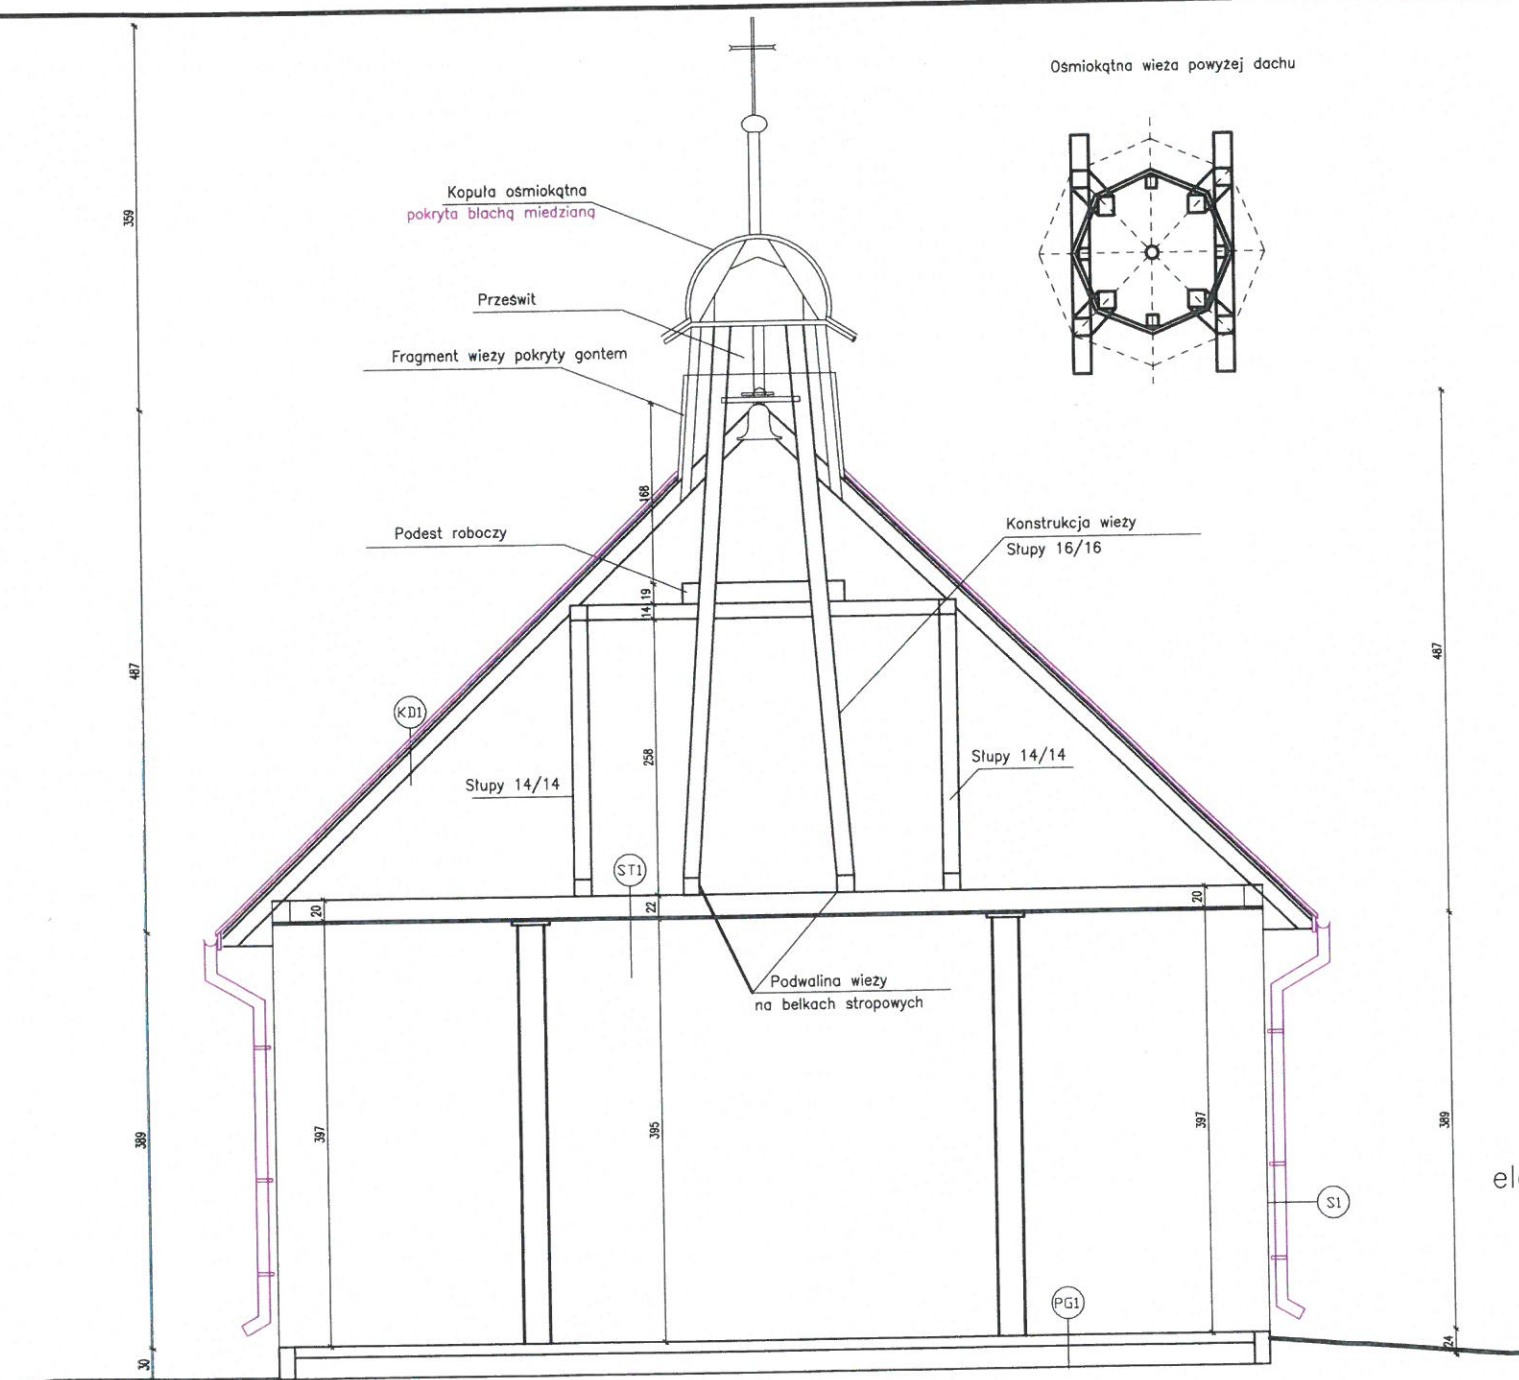 Ośmiokątna wieża powyżej dachu
Kopuła ośmiokątna
pokryta blachą miedzianą
359
Prześwit
Fragment wieży pokryty gontem
168
Podest roboczy
Konstrukcja wieży
Słupy 16/16
19
14
487
487
KD1
258
Słupy 14/14
Słupy 14/14
ST1
20
22
20
Podwalina wieży
na belkach stropowych
389
397
395
397
389
S1
PG1
30
24